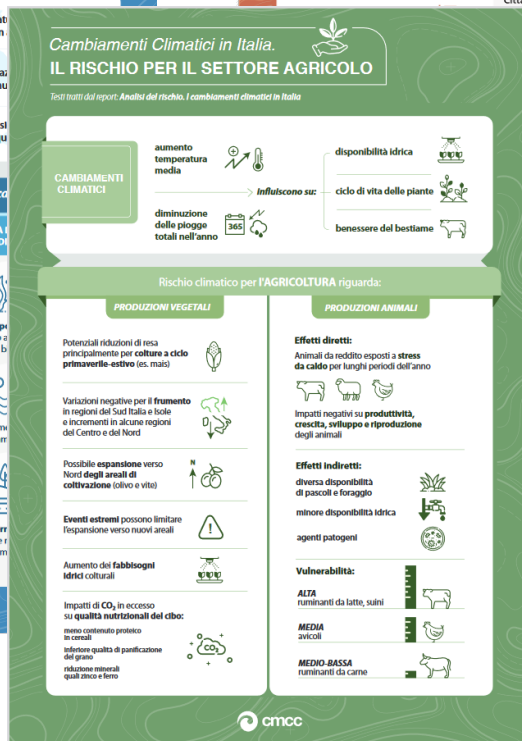 Cambiamenti Climatici in Italia.
IL RISCHIO PER IL SETTORE AGRICOLO
Testi tratti dal report: Analisi del rischio. I cambiamenti climatici in Italia
CAMBIAMENTI
CLIMATICI
aumento
temperatura
media
diminuzione
delle piogge
totali nell'anno
365
influiscono su:
disponibilità idrica
ciclo di vita delle piante
benessere del bestiame
Rischio climatico per l'AGRICOLTURA riguarda:
PRODUZIONI VEGETALI
Potenziali riduzioni di resa
principalmente per colture a ciclo
primaverile-estivo (es. mais)
Variazioni negative per il frumento
in regioni del Sud Italia e Isole
e incrementi in alcune regioni
del Centro e del Nord
Possibile espansione verso
Nord degli areali di
coltivazione (olivo e vite)
N
Eventi estremi possono limitare
l'espansione verso nuovi areali
!
Aumento dei fabbisogni
idrici colturali
Impatti di CO₂ in eccesso
su qualità nutrizionali del cibo:
meno contenuto proteico
in cereali
inferiore qualità di panificazione
del grano
riduzione minerali
quali zinco e ferro
CO₂
PRODUZIONI ANIMALI
Effetti diretti:
Animali da reddito esposti a stress
da caldo per lunghi periodi dell'anno
Impatti negativi su produttività,
crescita, sviluppo e riproduzione
degli animali
Effetti indiretti:
diversa disponibilità
di pascoli e foraggio
minore disponibilità idrica
agenti patogeni
Vulnerabilità:
ALTA
ruminanti da latte, suini
MEDIA
avicoli
MEDIO-BASSA
ruminanti da carne
cmcc